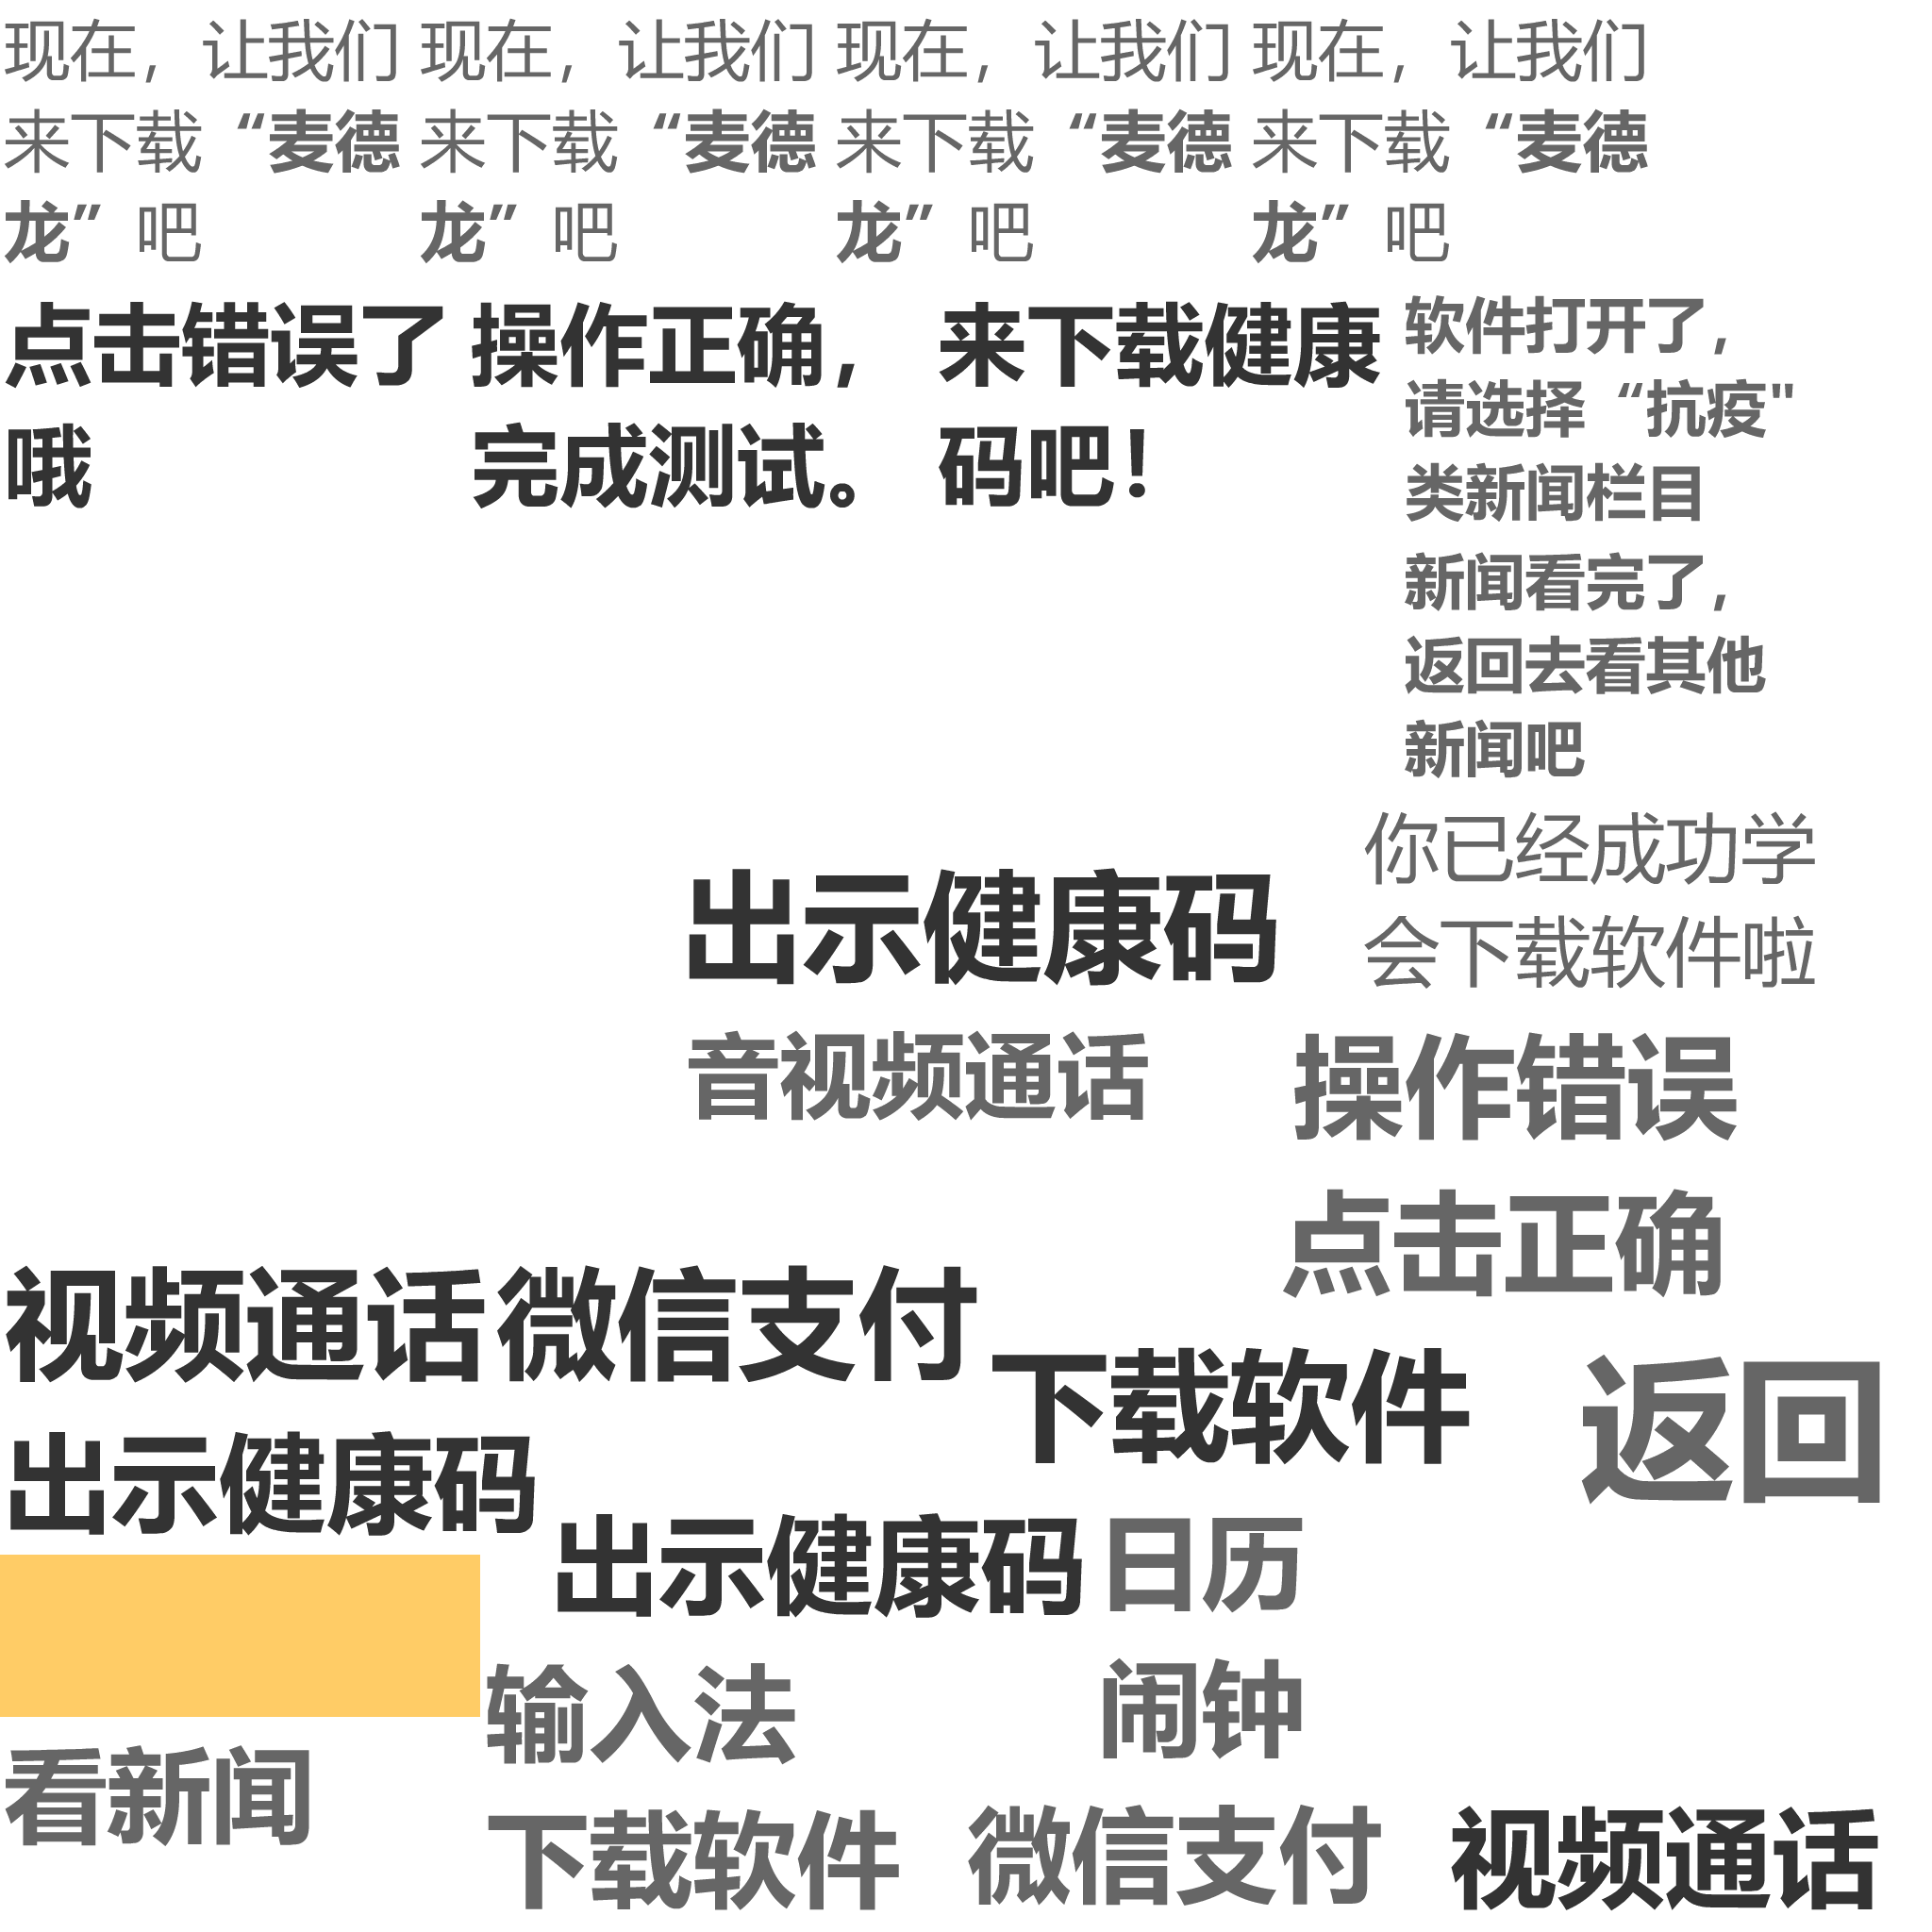 现在，让我们
来下载“麦德
龙”吧
现在，让我们
来下载“麦德
龙”吧
现在，让我们
来下载“麦德
龙”吧
现在，让我们
来下载“麦德
龙”吧
点击错误了
哦
操作正确，
完成测试。
来下载健康
码吧！
软件打开了，
请选择“抗疫"
类新闻栏目
新闻看完了，
返回去看其他
新闻吧
你已经成功学
会下载软件啦
出示健康码
音视频通话
操作错误
点击正确
视频通话
微信支付
下载软件
返回
出示健康码
出示健康码
日历
输入法
闹钟
看新闻
下载软件
微信支付
视频通话